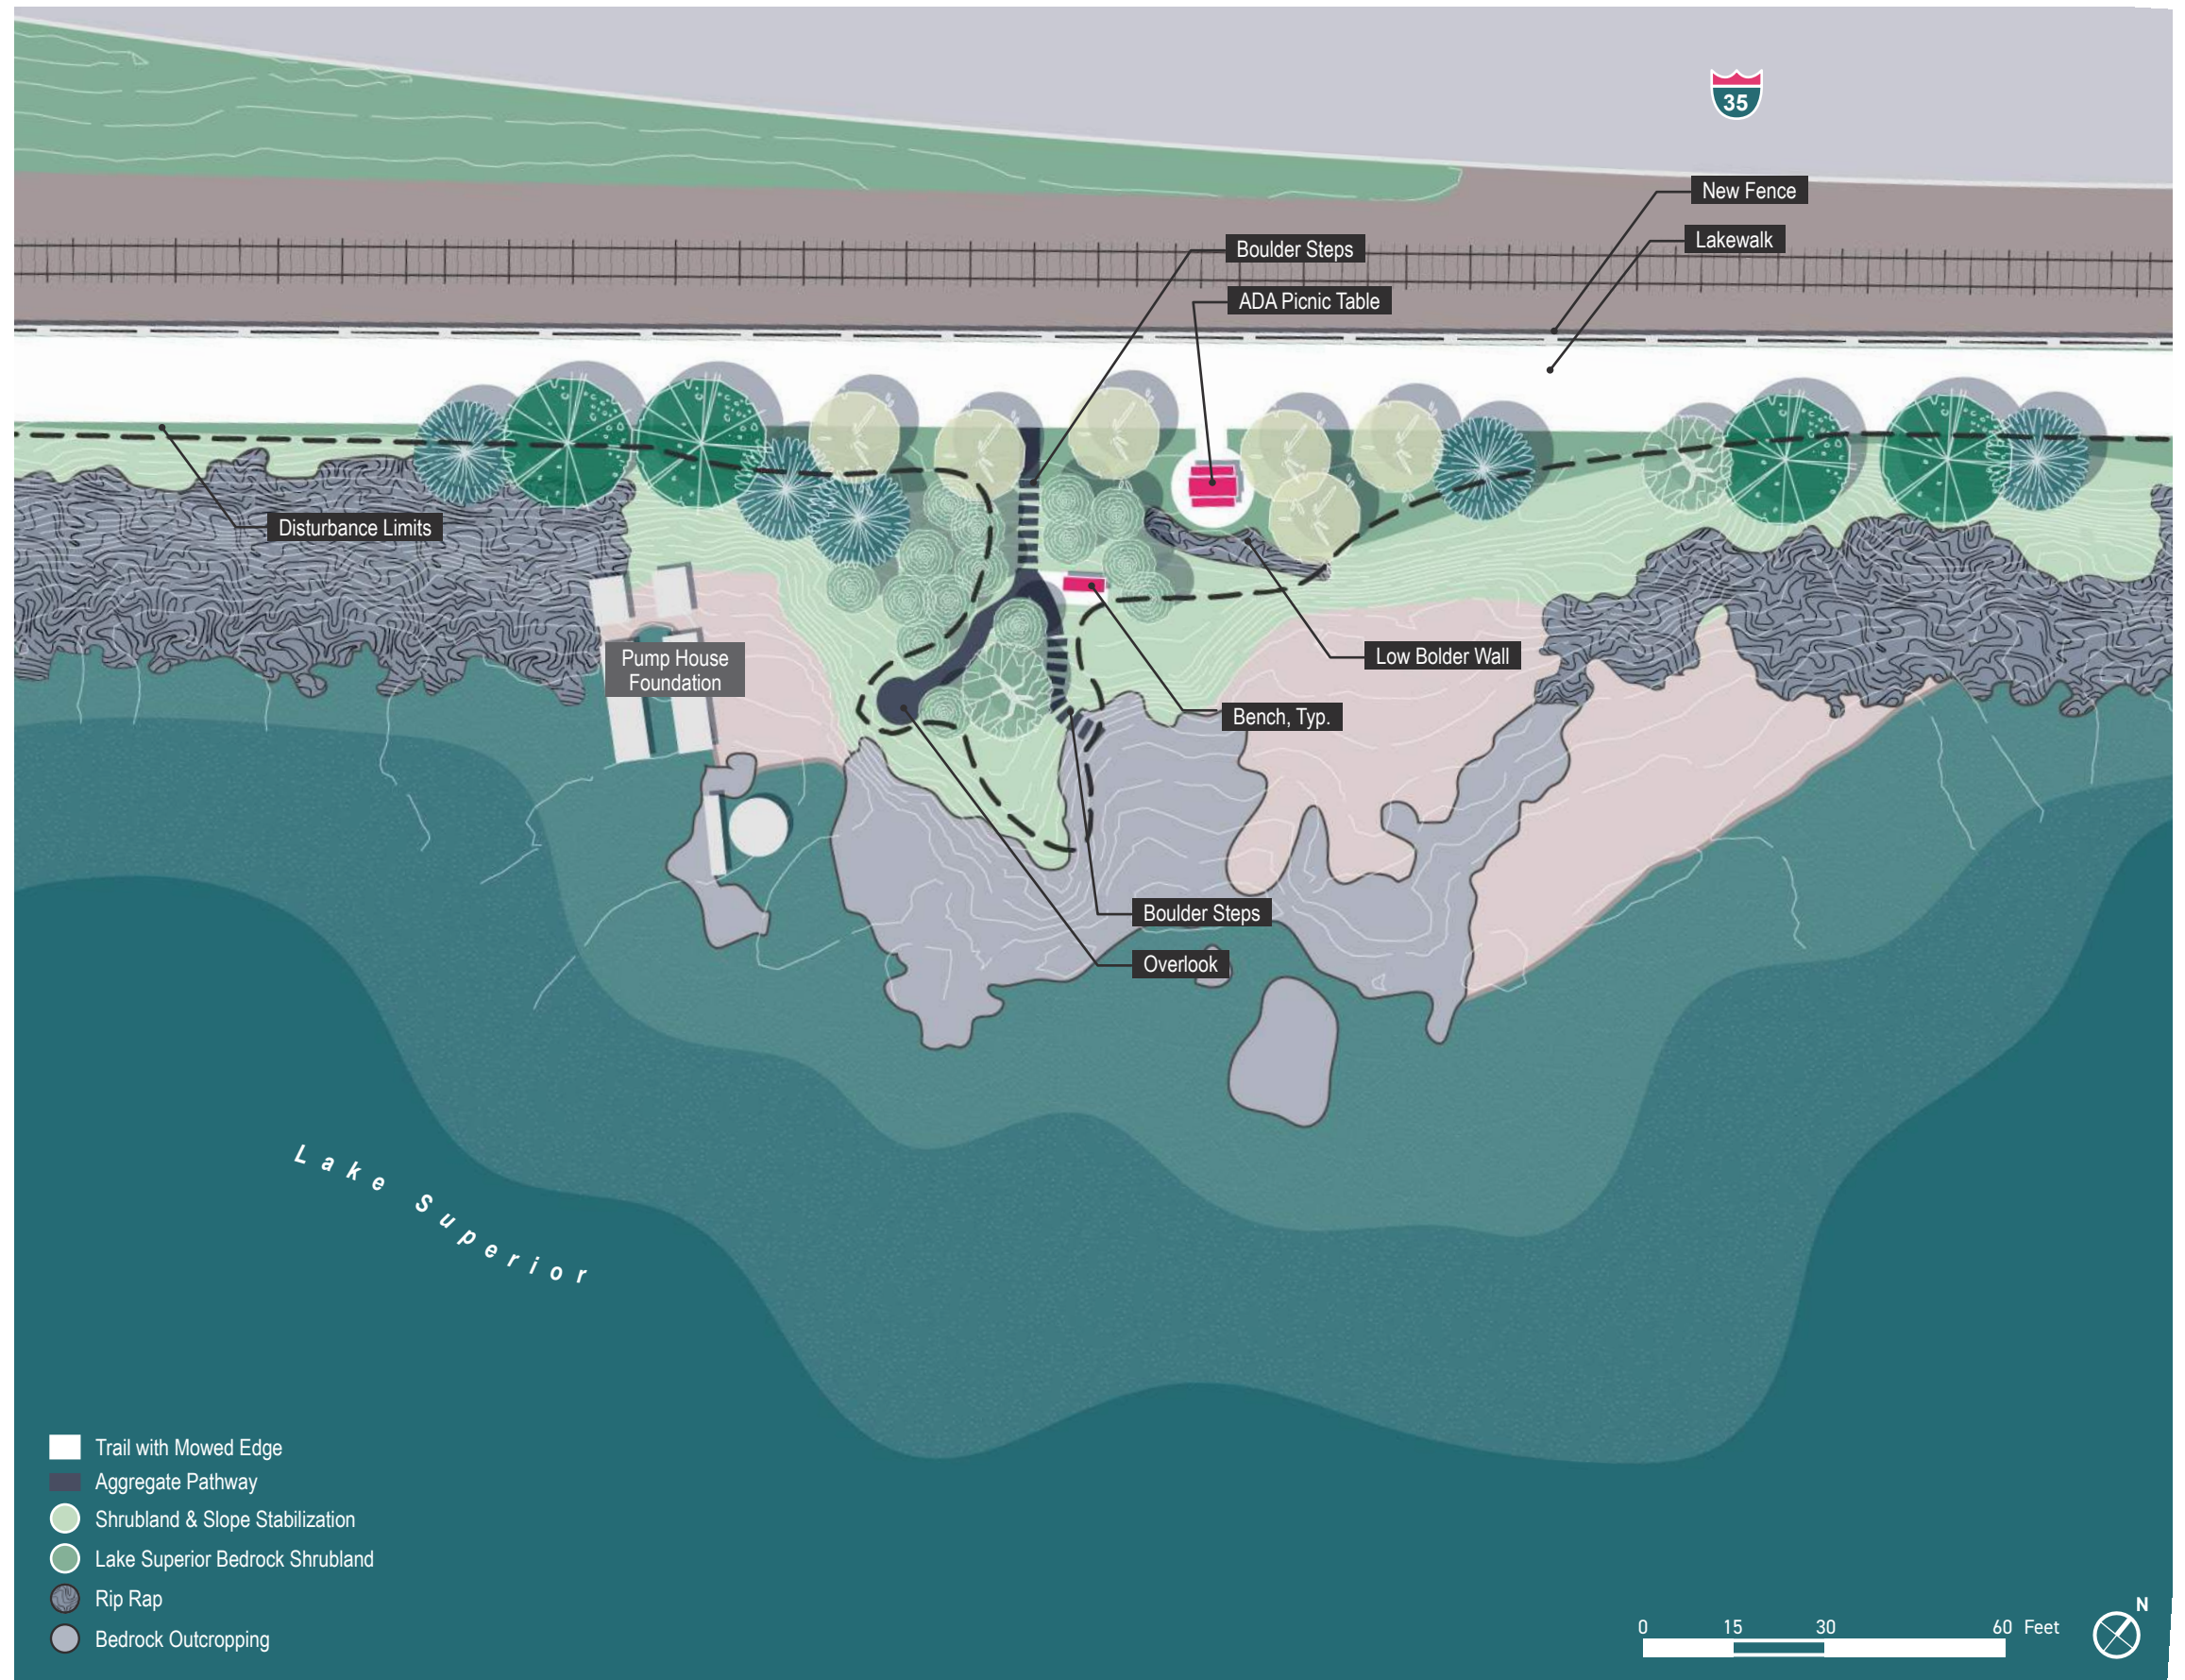 35
New Fence
Lakewalk
Boulder Steps
ADA Picnic Table
Disturbance Limits
Pump House
Foundation
Low Bolder Wall
Bench, Typ.
Boulder Steps
Overlook
Lake Superior
Trail with Mowed Edge
Aggregate Pathway
Shrubland & Slope Stabilization
Lake Superior Bedrock Shrubland
Rip Rap
Bedrock Outcropping
0 15 30 60 Feet
N